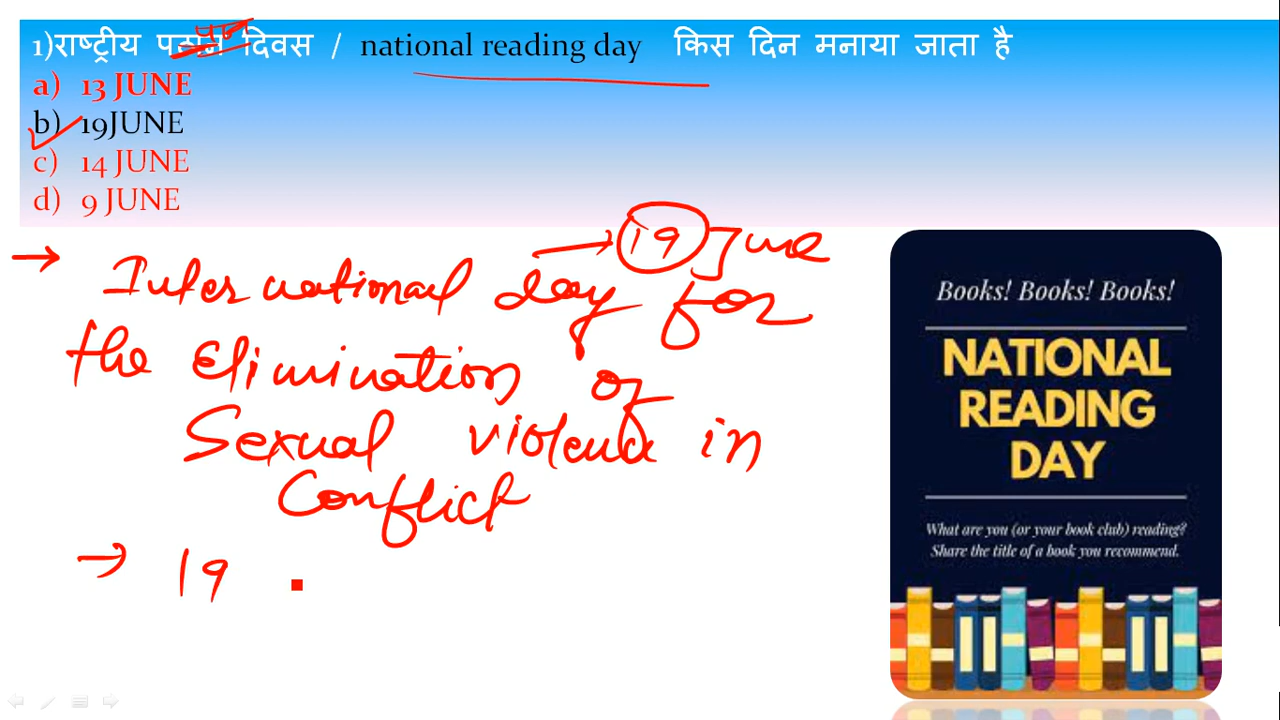 1)राष्ट्रीय पठान दिवस / national reading day किस दिन मनाया जाता है
पठन
a) 13 JUNE
b) 19JUNE
c) 14 JUNE
d) 9 JUNE
→ 19 June
→ International day for
the Elimination of
Sexual violence in
Conflict
→ 19
Books! Books! Books!
NATIONAL
READING
DAY
What are you (or your book club) reading?
Share the title of a book you recommend.